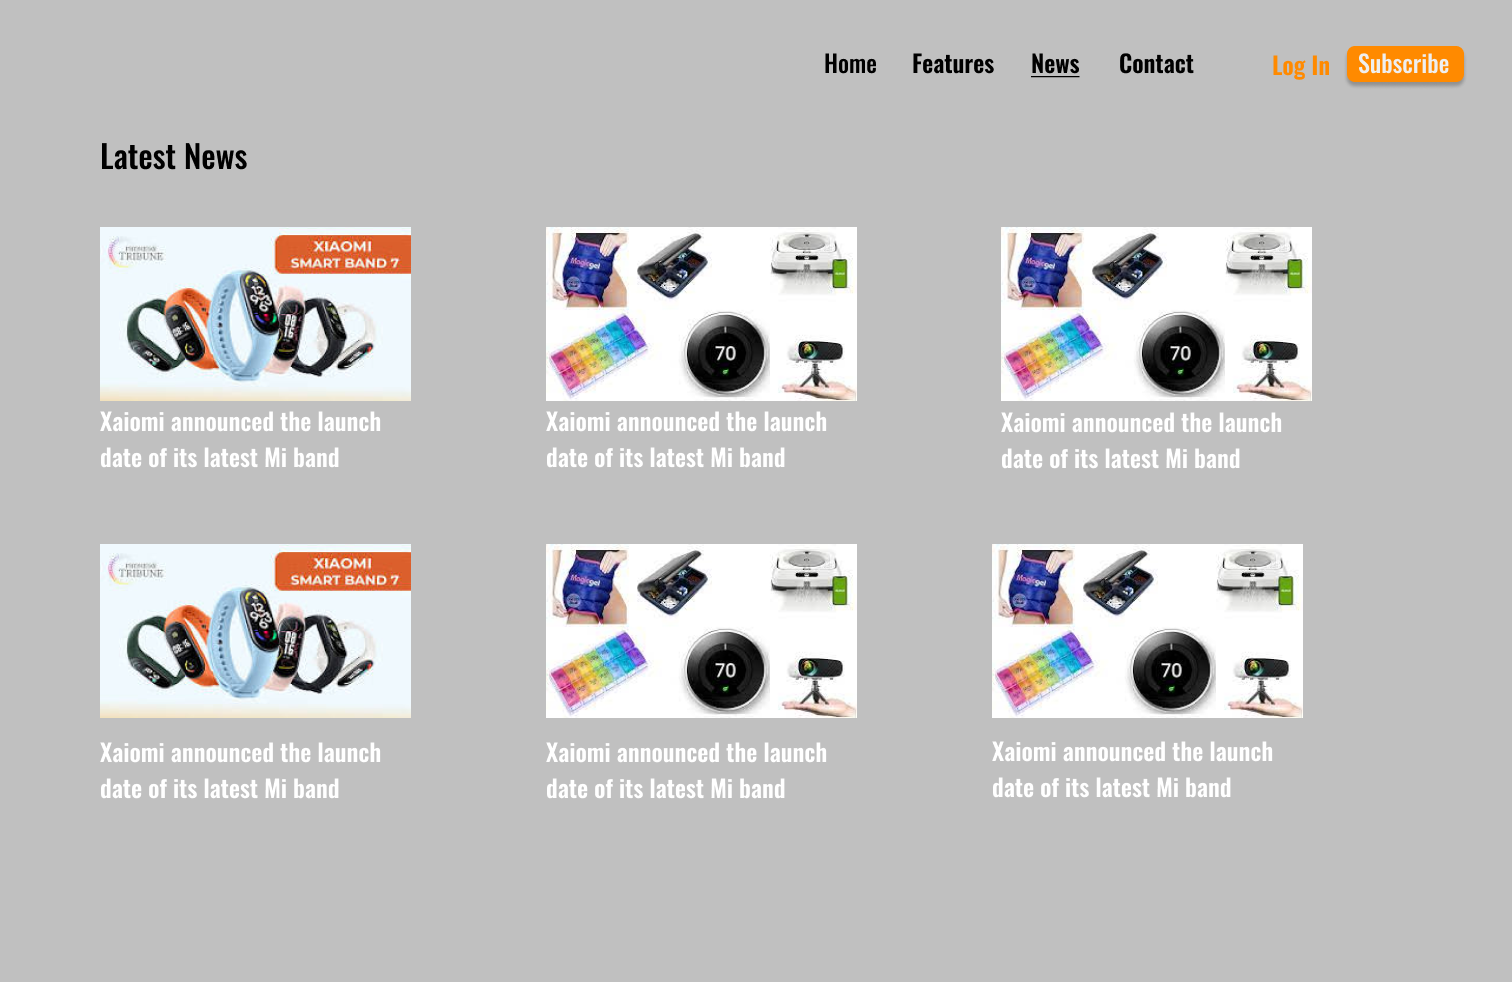 Home Features News Contact Log In Subscribe
Latest News
TRIBUNE
XIAOMI
SMART BAND 7
Magicgel
70
Magicgel
70
Xaiomi announced the launch
date of its latest Mi band
Xaiomi announced the launch
date of its latest Mi band
Xaiomi announced the launch
date of its latest Mi band
TRIBUNE
XIAOMI
SMART BAND 7
Magicgel
70
Magicgel
70
Xaiomi announced the launch
date of its latest Mi band
Xaiomi announced the launch
date of its latest Mi band
Xaiomi announced the launch
date of its latest Mi band